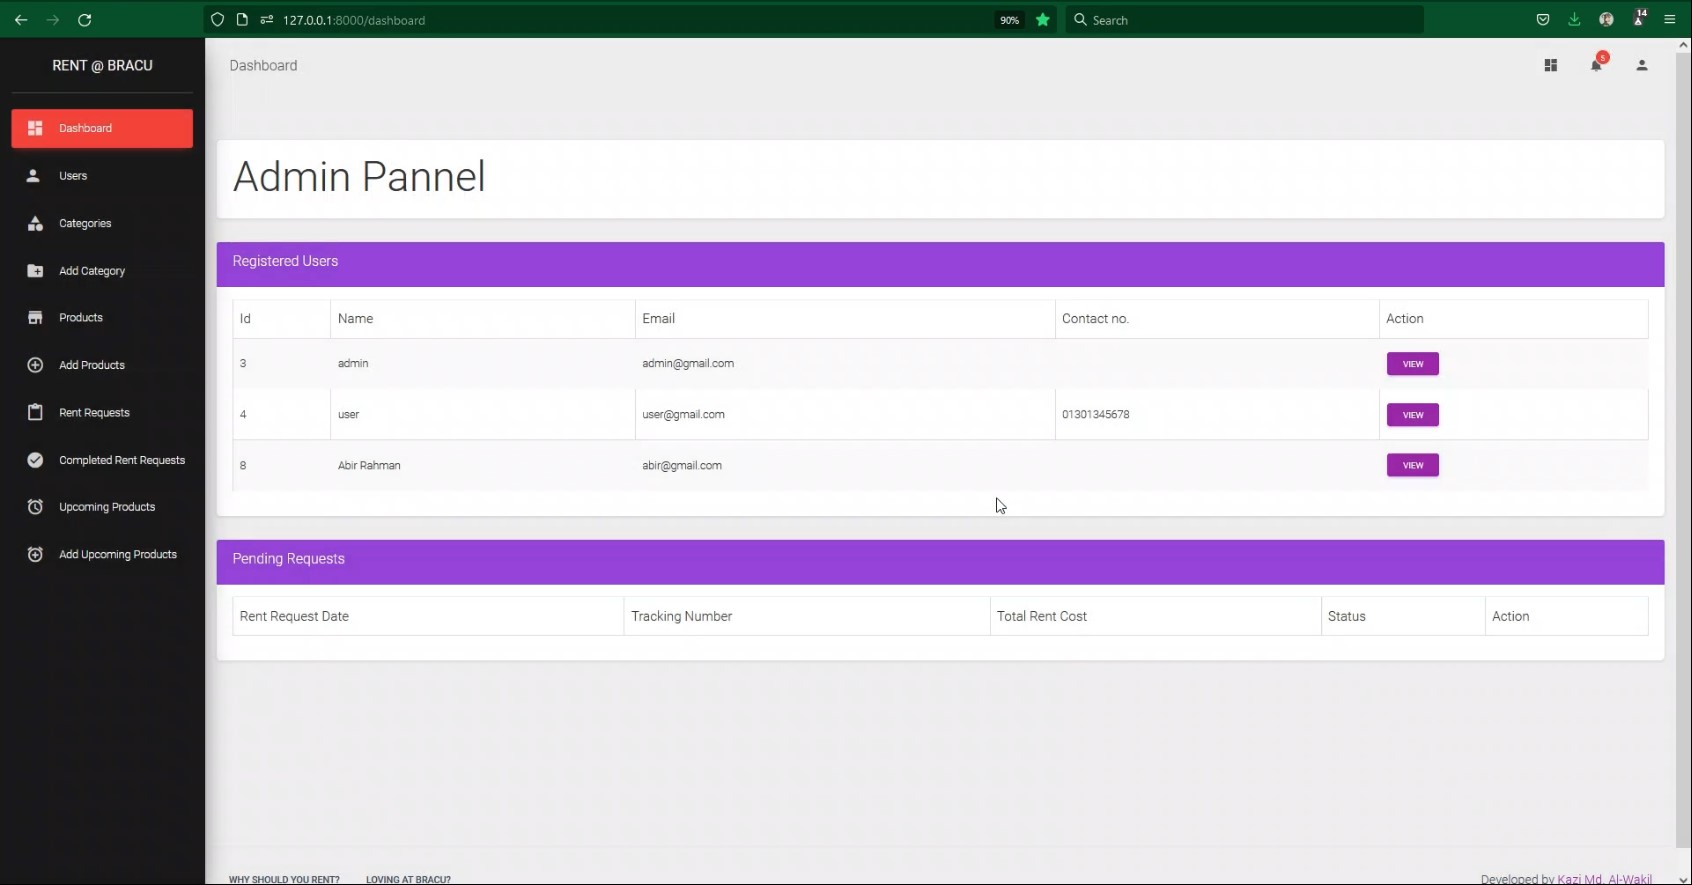 127.0.0.1:8000/dashboard
90%
Search
14
RENT @ BRACU
Dashboard
Users
Categories
Add Category
Products
Add Products
Rent Requests
Completed Rent Requests
Upcoming Products
Add Upcoming Products
Dashboard
5
Admin Pannel
Registered Users
Id Name Email Contact no. Action
3 admin admin@gmail.com VIEW
4 user user@gmail.com 01301345678 VIEW
8 Abir Rahman abir@gmail.com VIEW
Pending Requests
Rent Request Date Tracking Number Total Rent Cost Status Action
WHY SHOULD YOU RENT? LOVING AT BRACU?
Developed by Kazi Md. Al-Wakil